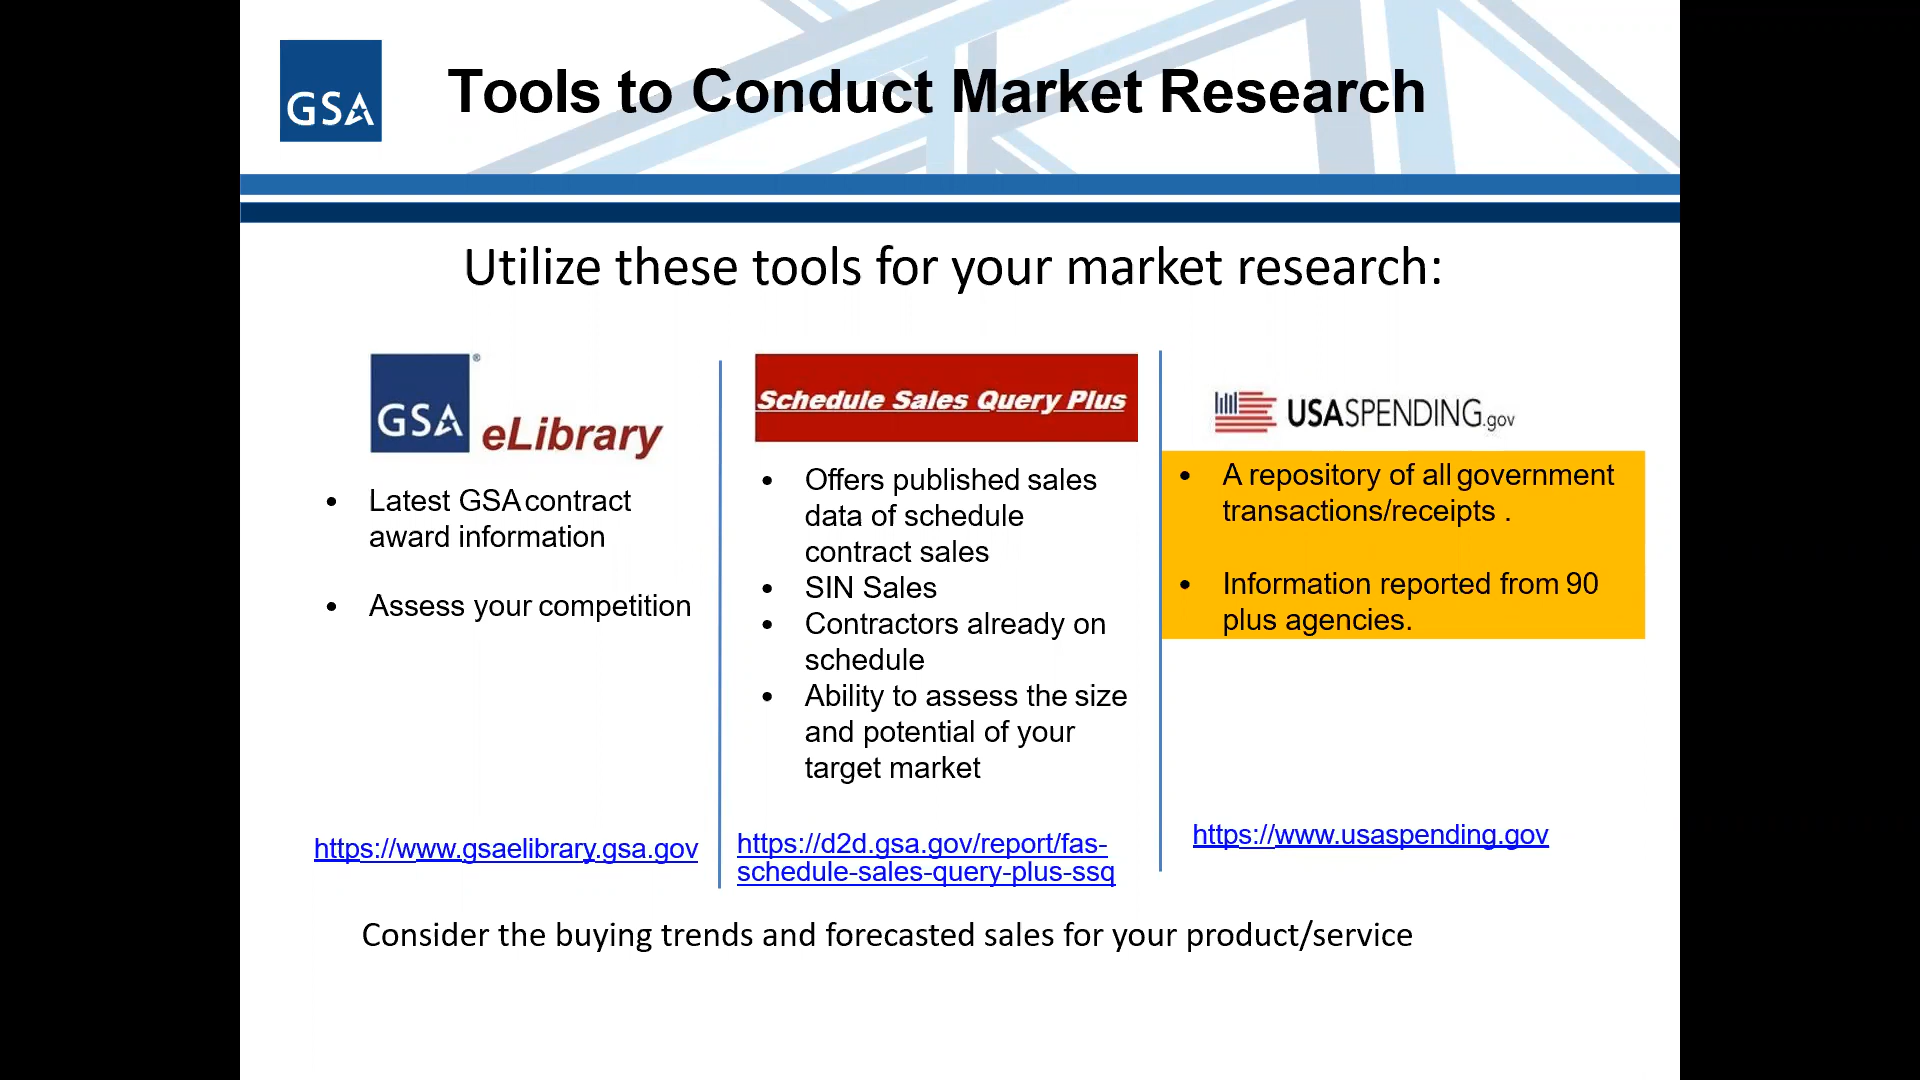 GSA
Tools to Conduct Market Research
Utilize these tools for your market research:
GSA® eLibrary
• Latest GSA contract
award information
• Assess your competition
https://www.gsaelibrary.gsa.gov
Schedule Sales Query Plus
• Offers published sales
data of schedule
contract sales
• SIN Sales
• Contractors already on
schedule
• Ability to assess the size
and potential of your
target market
https://d2d.gsa.gov/report/fas-
schedule-sales-query-plus-ssq
USASPENDING.gov
• A repository of all government
transactions/receipts .
• Information reported from 90
plus agencies.
https://www.usaspending.gov
Consider the buying trends and forecasted sales for your product/service